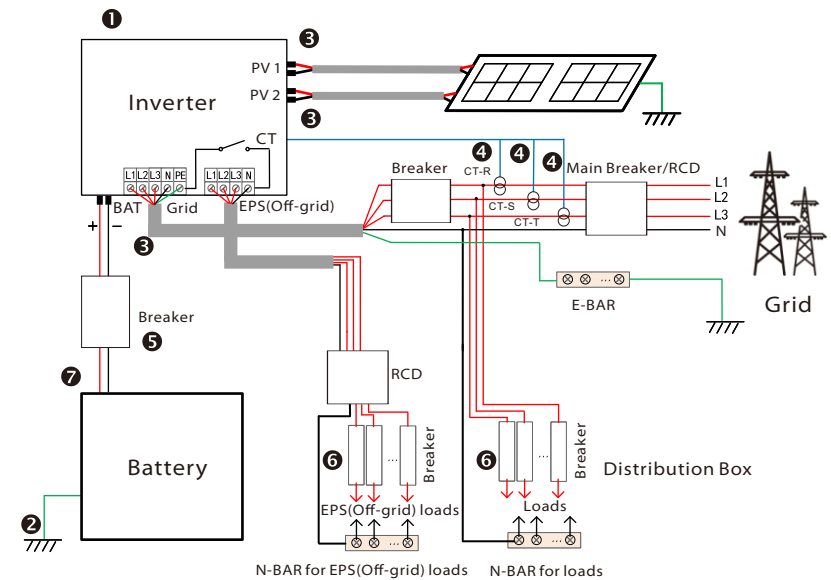 ❶
❸
PV 1
PV 2
Inverter
❸
CT
❹
❹
❹
Breaker
Main Breaker/RCD
CT-R
L1
L1 L2 L3 N PE
L1 L2 L3 N
CT-S
L2
BAT
Grid
EPS(Off-grid)
CT-T
L3
+
−
N
❸
E-BAR
Grid
Breaker
❺
❼
RCD
Battery
❻
...
Breaker
❻
...
Breaker
Distribution Box
EPS(Off-grid) loads
Loads
❷
...
...
...
N-BAR for EPS(Off-grid) loads
N-BAR for loads